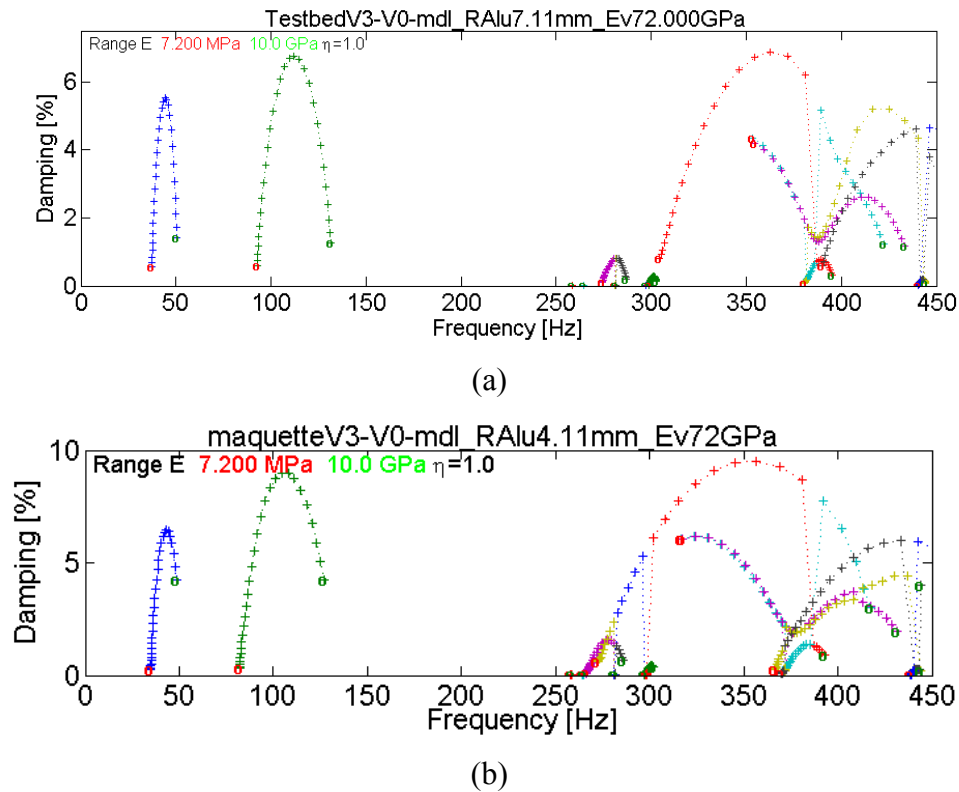 TestbedV3-V0-mdl_RAlu7.11mm_Ev72.000GPa
Range E 7.200 MPa 10.0 GPa η=1.0
Damping [%]
6
4
2
0
0 50 100 150 200 250 300 350 400 450
Frequency [Hz]
(a)
maquetteV3-V0-mdl_RAlu4.11mm_Ev72GPa
Range E 7.200 MPa 10.0 GPa η=1.0
Damping [%]
10
5
0
0 50 100 150 200 250 300 350 400 450
Frequency [Hz]
(b)